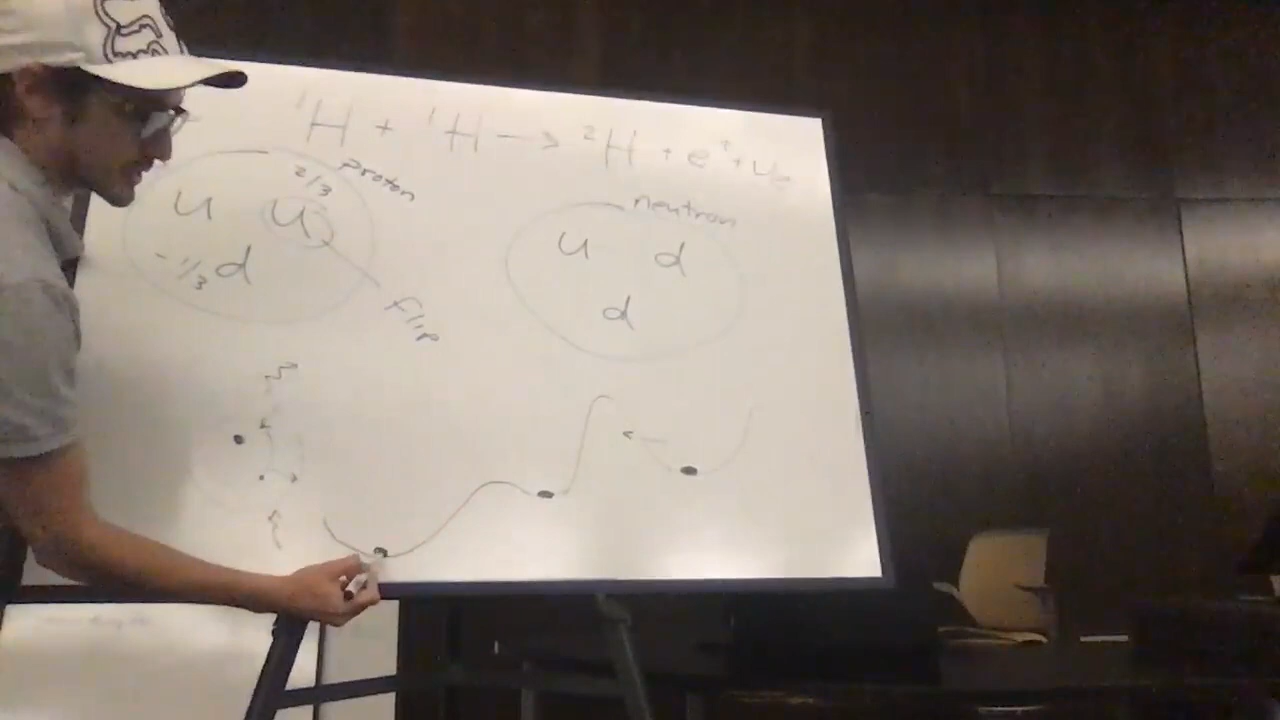 ¹H + ¹H → ²H + e⁺ + νe
proton
2/3
u u
-1/3 d
flip
neutron
u d
d